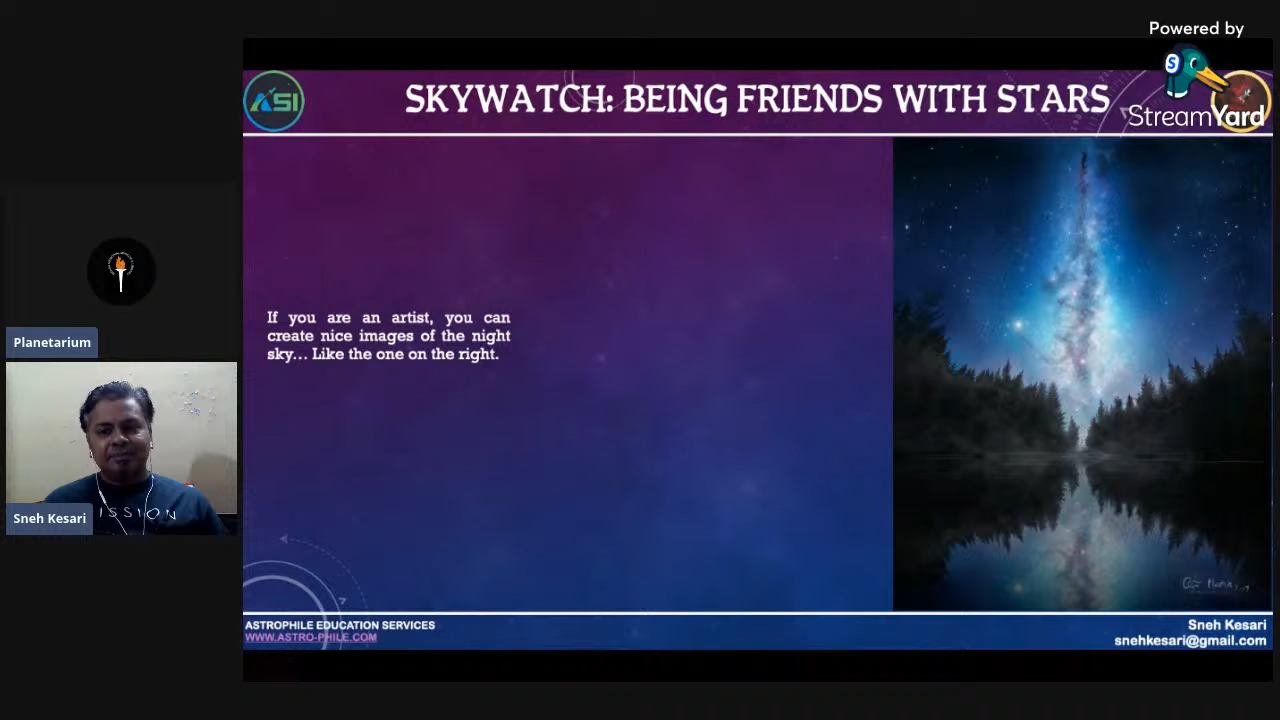 Powered by
StreamYard
ASI
SKYWATCH: BEING FRIENDS WITH STARS
If you are an artist, you can
create nice images of the night
sky... Like the one on the right.
Planetarium
Sneh Kesari
ISSION
ASTROPHILE EDUCATION SERVICES
WWW.ASTRO-PHILE.COM
Sneh Kesari
snehkesari@gmail.com